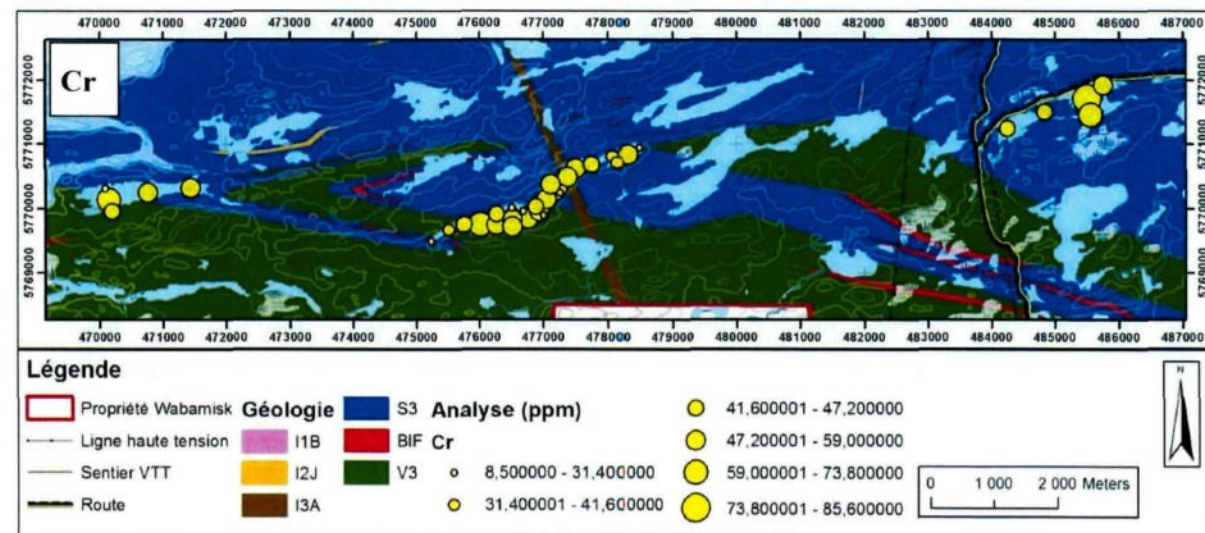 470000 471000 472000 473000 474000 475000 476000 477000 478000 479000 480000 481000 482000 483000 484000 485000 486000 487000
Cr
5772000 5772000
5771000 5771000
5770000 5770000
5769000 5769000
470000 471000 472000 473000 474000 475000 476000 477000 478000 479000 480000 481000 482000 483000 484000 485000 486000 487000
Légende
Propriété Wabamisk
Ligne haute tension
Sentier VTT
Route
Géologie
I1B
I2J
I3A
S3
BIF
V3
Analyse (ppm)
Cr
8,500000 - 31,400000
31,400001 - 41,600000
41,600001 - 47,200000
47,200001 - 59,000000
59,000001 - 73,800000
73,800001 - 85,600000
N
0 1 000 2 000 Meters